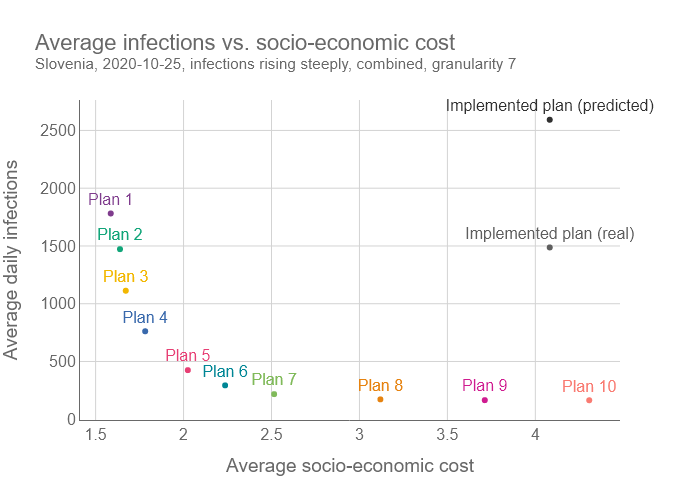 Average infections vs. socio-economic cost
Slovenia, 2020-10-25, infections rising steeply, combined, granularity 7
Implemented plan (predicted)
2500
2000
Plan 1
Plan 2
Implemented plan (real)
1500
Plan 3
1000
Plan 4
500
Plan 5
Plan 6
Plan 7
Plan 8
Plan 9
Plan 10
0
1.5
2
2.5
3
3.5
4
Average daily infections
Average socio-economic cost